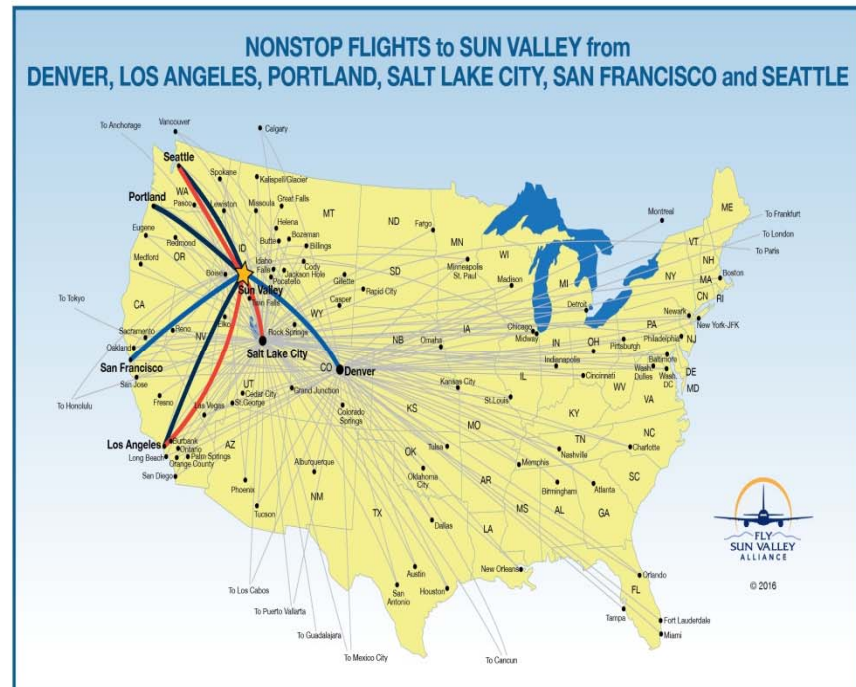 NONSTOP FLIGHTS to SUN VALLEY from
DENVER, LOS ANGELES, PORTLAND, SALT LAKE CITY, SAN FRANCISCO and SEATTLE
To Anchorage
Vancouver
Calgary
Seattle
Spokane
Kalispell/Glacier
WA
Portland
Pasco
Lewiston
Missoula
Great Falls
MT
ND
Fargo
Montreal
ME
To Frankfurt
To London
To Paris
Eugene
Redmond
OR
Medford
ID
Helena
Butte
Bozeman
Billings
MN
Minneapolis
St. Paul
WI
VT
NH
Boise
Idaho
Falls
Cody
Jackson Hole
Pocatello
Gillette
SD
Rapid City
Madison
MI
NY
MA
Boston
CN
RI
CA
Sun Valley
Twin Falls
Casper
WY
Detroit
Newark
New York-JFK
To Tokyo
Sacramento
Reno
Elko
NV
Rock Springs
NB
IA
Omaha
Chicago
Midway
IN
OH
PA
Pittsburgh
Philadelphia
NJ
Oakland
San Francisco
Salt Lake City
CO
Denver
Indianapolis
Baltimore
Wash.
Dulles
Wash.
DC
DE
MD
San Jose
UT
Cedar City
Grand Junction
Kansas City
IL
Cincinnati
WV
VA
To Honolulu
Fresno
Las Vegas
St.George
Colorado
Springs
KS
St.Louis
MO
KY
Los Angeles
Burbank
Ontario
Long Beach
Palm Springs
Orange County
San Diego
AZ
Alburquerque
NM
OK
Tulsa
Oklahoma
City
AR
TN
Memphis
Nashville
NC
Charlotte
SC
Phoenix
Tucson
TX
Dallas
MS
Birmingham
AL
Atlanta
GA
LA
FLY
SUN VALLEY
ALLIANCE
© 2016
To Los Cabos
Austin
San
Antonio
Houston
New Orleans
Orlando
FL
Tampa
Fort Lauderdale
Miami
To Puerto Vallarta
To Guadalajara
To Mexico City
To Cancun